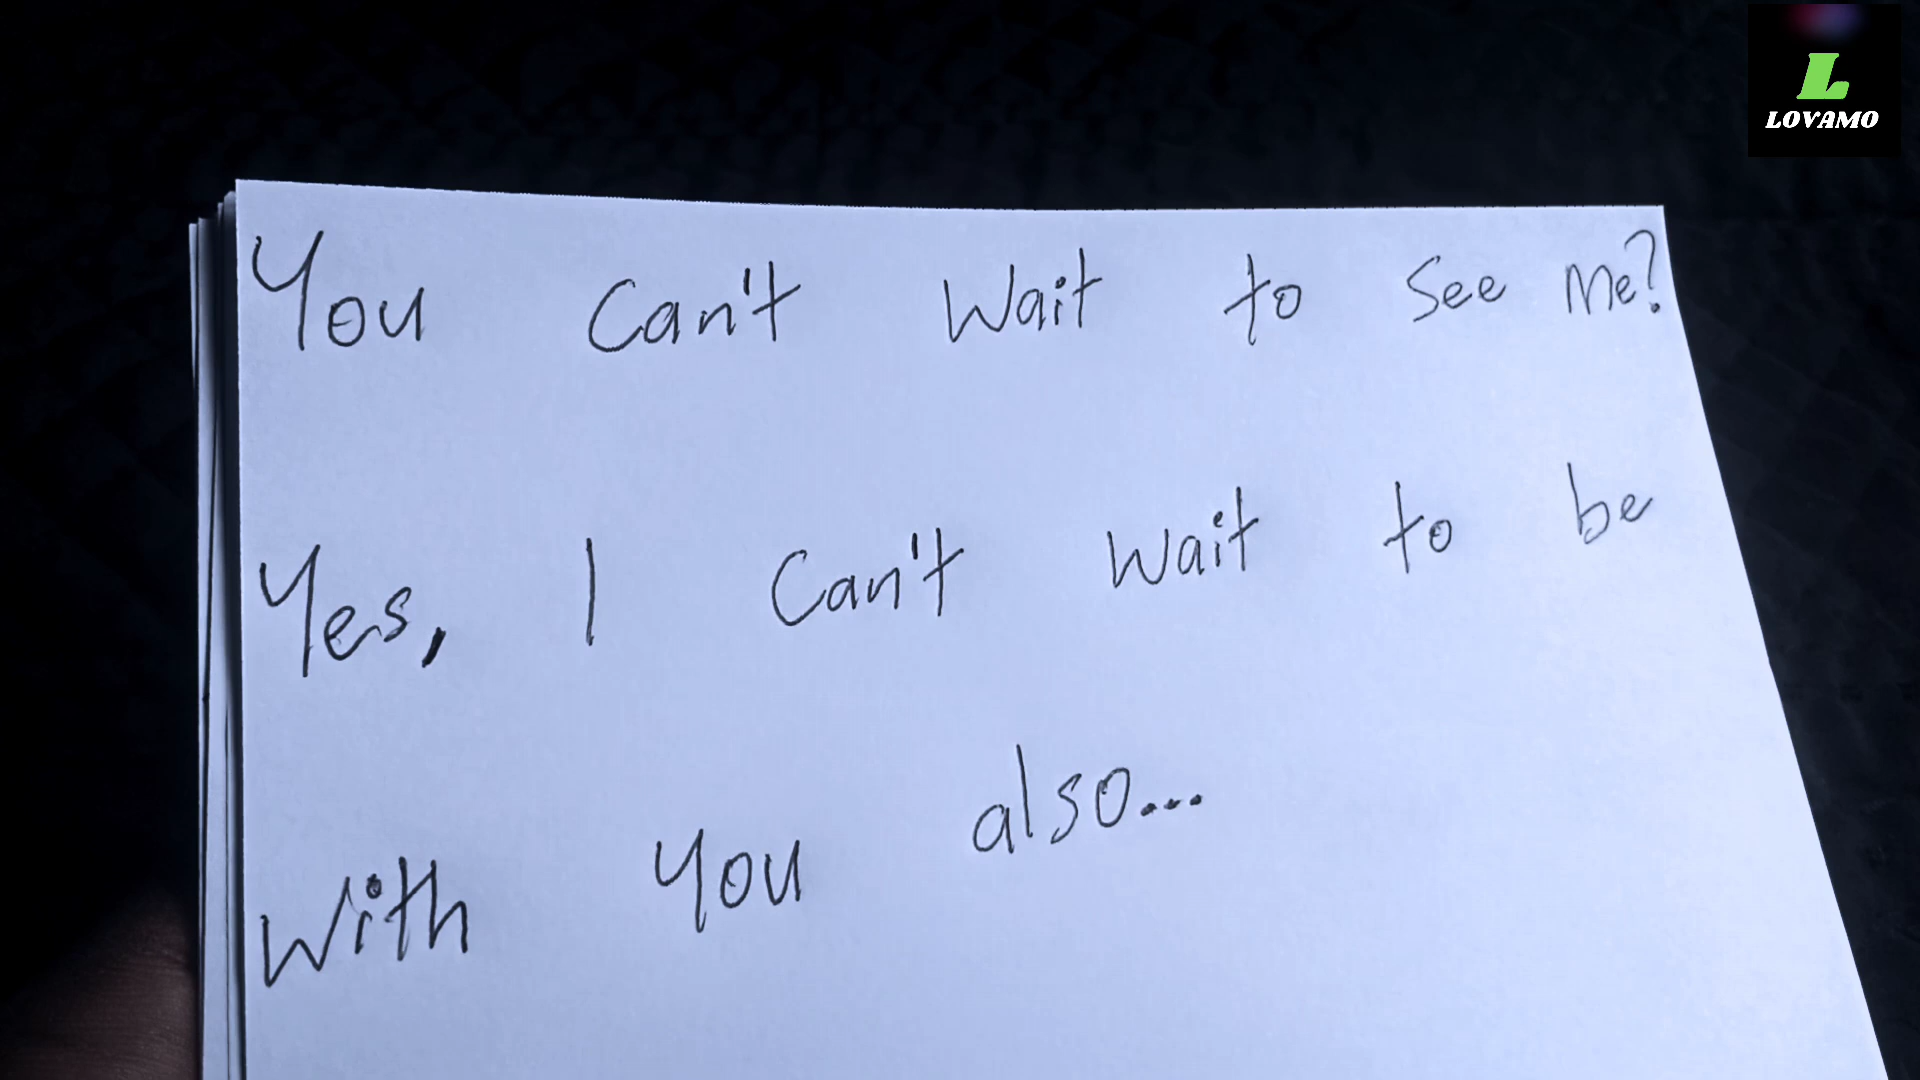 L
LOVAMO
You Can't Wait to See Me?
Yes, I Can't Wait to be
With You also...